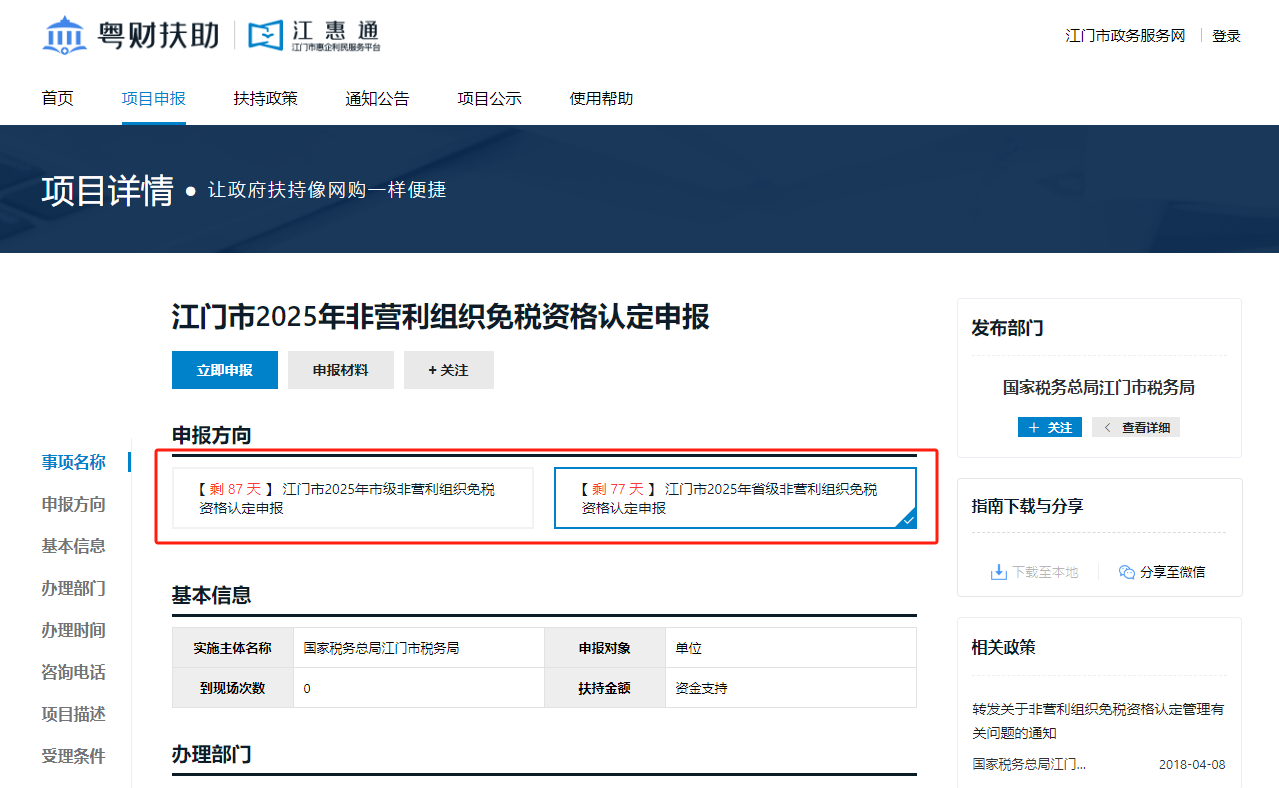 粤财扶助
江惠通
江门市惠企利民服务平台
江门市政务服务网
登录
首页
项目申报
扶持政策
通知公告
项目公示
使用帮助
项目详情 ● 让政府扶持像网购一样便捷
江门市2025年非营利组织免税资格认定申报
立即申报
申报材料
+ 关注
事项名称
申报方向
基本信息
办理部门
办理时间
咨询电话
项目描述
受理条件
申报方向
【 剩 87 天 】 江门市2025年市级非营利组织免税
资格认定申报
【 剩 77 天 】 江门市2025年省级非营利组织免税
资格认定申报
基本信息
实施主体名称 国家税务总局江门市税务局 申报对象 单位
到现场次数 0 扶持金额 资金支持
办理部门
发布部门
国家税务总局江门市税务局
+ 关注
< 查看详细
指南下载与分享
下载至本地
分享至微信
相关政策
转发关于非营利组织免税资格认定管理有
关问题的通知
国家税务总局江门... 2018-04-08